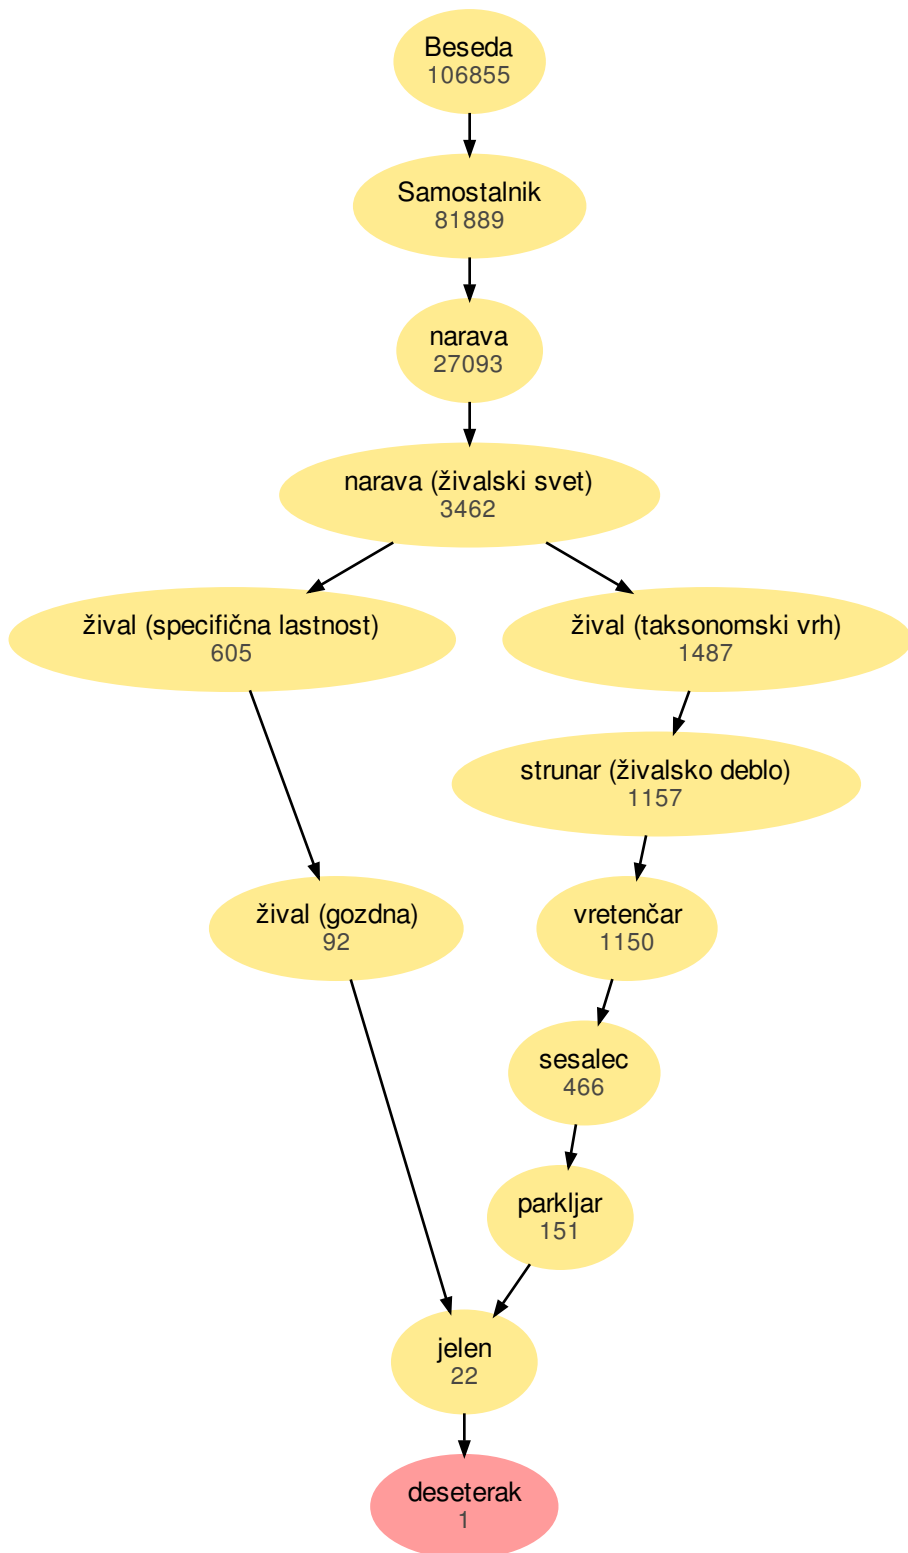 Beseda
106855
Samostalnik
81889
narava
27093
narava (živalski svet)
3462
žival (specifična lastnost)
605
žival (taksonomski vrh)
1487
strunar (živalsko deblo)
1157
žival (gozdna)
92
vretenčar
1150
sesalec
466
parkljar
151
jelen
22
deseterak
1